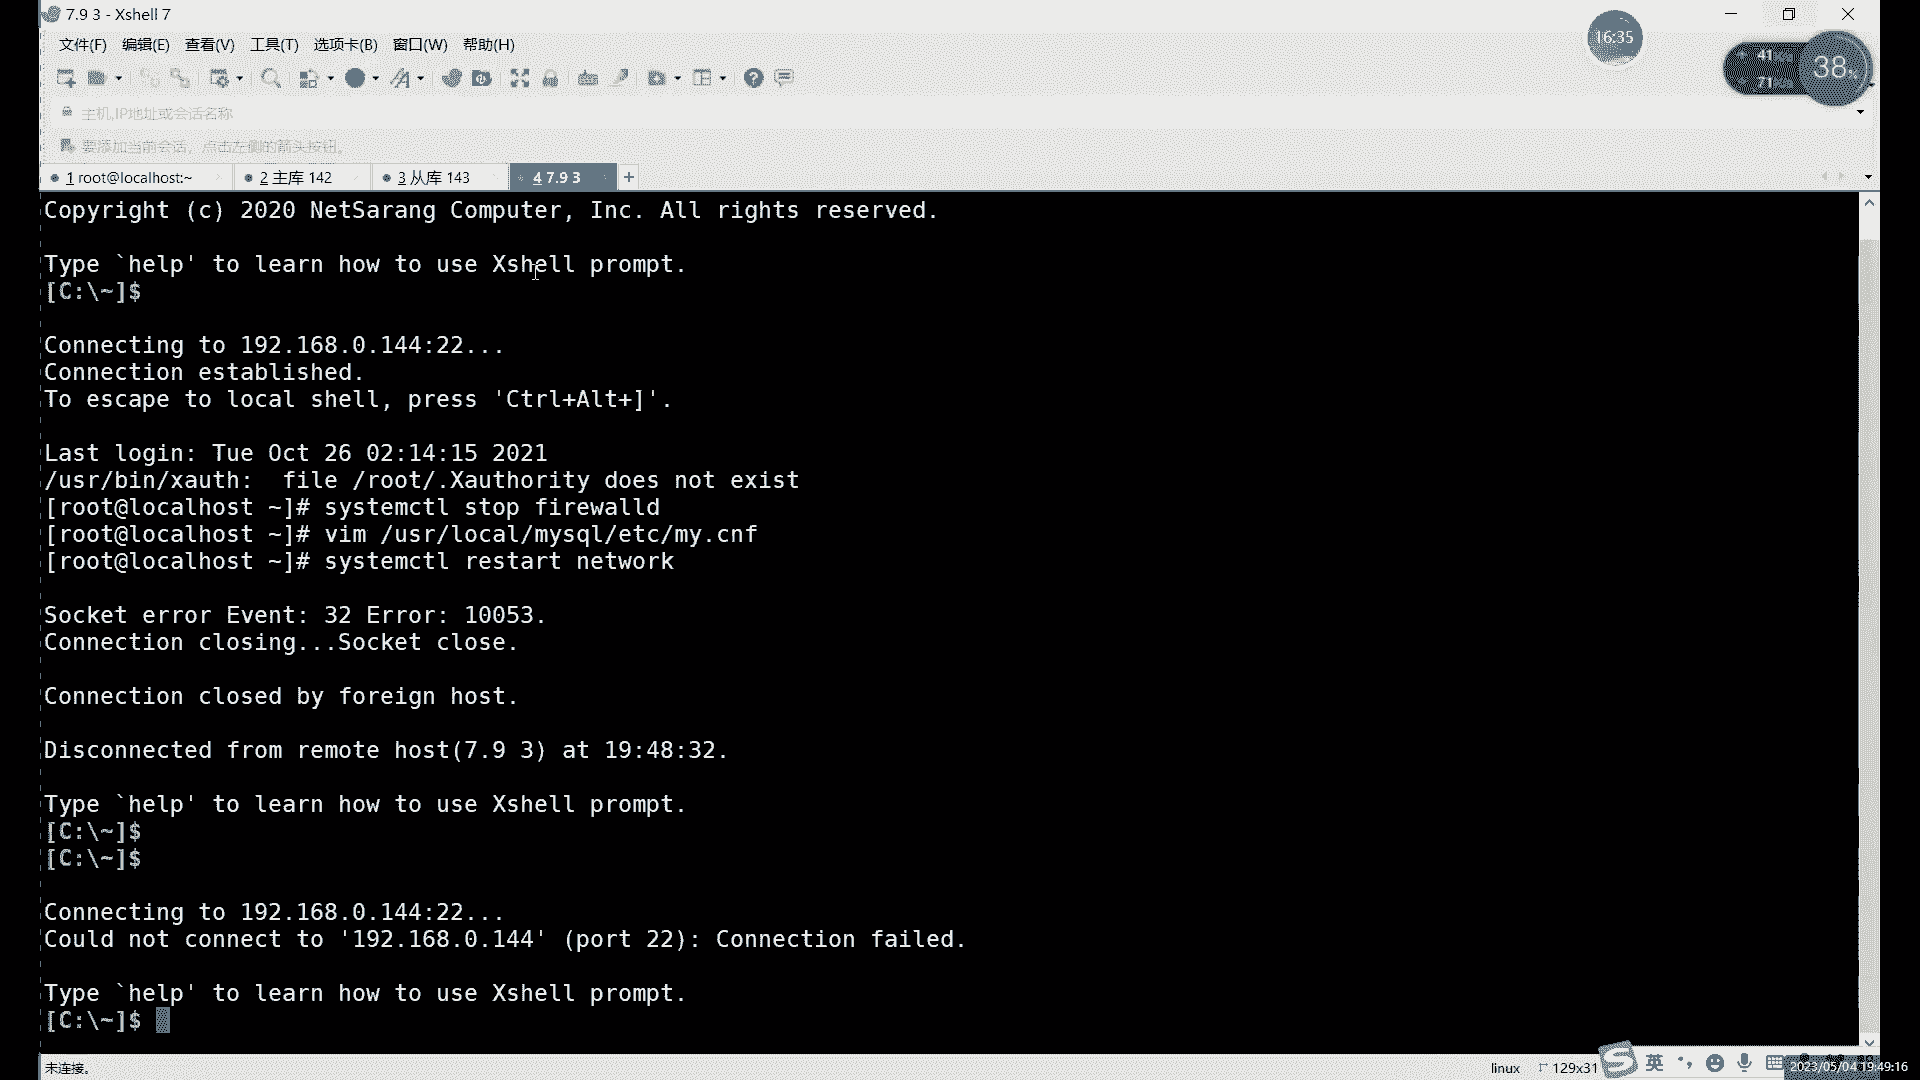 7.9 3 - Xshell 7
16:35
41
71
38%
文件(F) 编辑(E) 查看(V) 工具(T) 选项卡(B) 窗口(W) 帮助(H)
主机,IP地址或会话名称
要添加当前会话，点击左侧的箭头按钮。
1 root@localhost:~ 2 主库 142 3 从库 143 4 7.9 3 +
Copyright (c) 2020 NetSarang Computer, Inc. All rights reserved.
Type `help' to learn how to use Xshell prompt.
[C:\~]$
Connecting to 192.168.0.144:22...
Connection established.
To escape to local shell, press 'Ctrl+Alt+]'.
Last login: Tue Oct 26 02:14:15 2021
/usr/bin/xauth:  file /root/.Xauthority does not exist
[root@localhost ~]# systemctl stop firewalld
[root@localhost ~]# vim /usr/local/mysql/etc/my.cnf
[root@localhost ~]# systemctl restart network
Socket error Event: 32 Error: 10053.
Connection closing...Socket close.
Connection closed by foreign host.
Disconnected from remote host(7.9 3) at 19:48:32.
Type `help' to learn how to use Xshell prompt.
[C:\~]$
[C:\~]$
Connecting to 192.168.0.144:22...
Could not connect to '192.168.0.144' (port 22): Connection failed.
Type `help' to learn how to use Xshell prompt.
[C:\~]$
未连接。 linux 129x31 英 2023/05/04 19:49:16